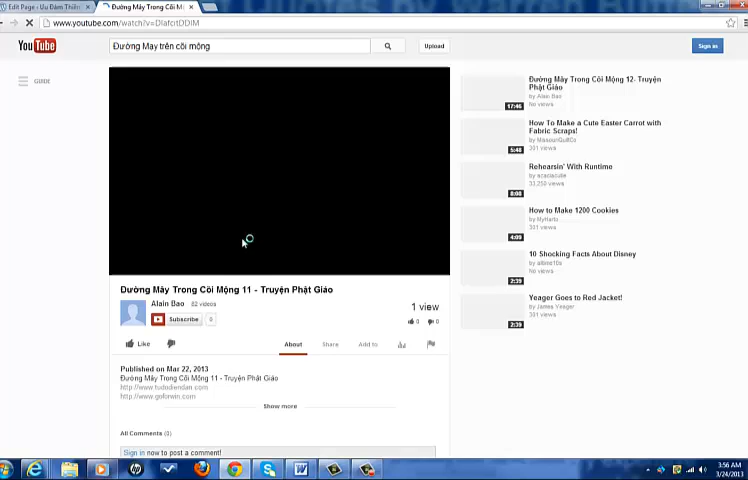 Edit Page ‹ Ưu Đàm Thiền
Đường Mây Trong Cõi M
www.youtube.com/watch?v=DlafcitDDIM
YouTube
Đường Mây trên cõi mộng
Upload
Sign in
GUIDE
Đường Mây Trong Cõi Mộng 12- Truyện
Phật Giáo
by Alain Bao
No views
17:46
How To Make a Cute Easter Carrot with
Fabric Scraps!
301 views
5:48
Rehearsin' With Runtime
by acaciacutie
33,250 views
8:00
How to Make 1200 Cookies
by MyHarto
301 views
4:09
10 Shocking Facts About Disney
No views
2:39
Yeager Goes to Red Jacket!
by James Yeager
301 views
2:39
Đường Mây Trong Cõi Mộng 11 - Truyện Phật Giáo
Alain Bao 82 videos
Subscribe 0
1 view
0 0
Like
About Share Add to
Published on Mar 22, 2013
Đường Mây Trong Cõi Mộng 11 - Truyện Phật Giáo
http://www.tudodiendan.com
http://www.goforwin.com
Show more
All Comments (0)
Sign in now to post a comment!
3:56 AM
3/24/2013